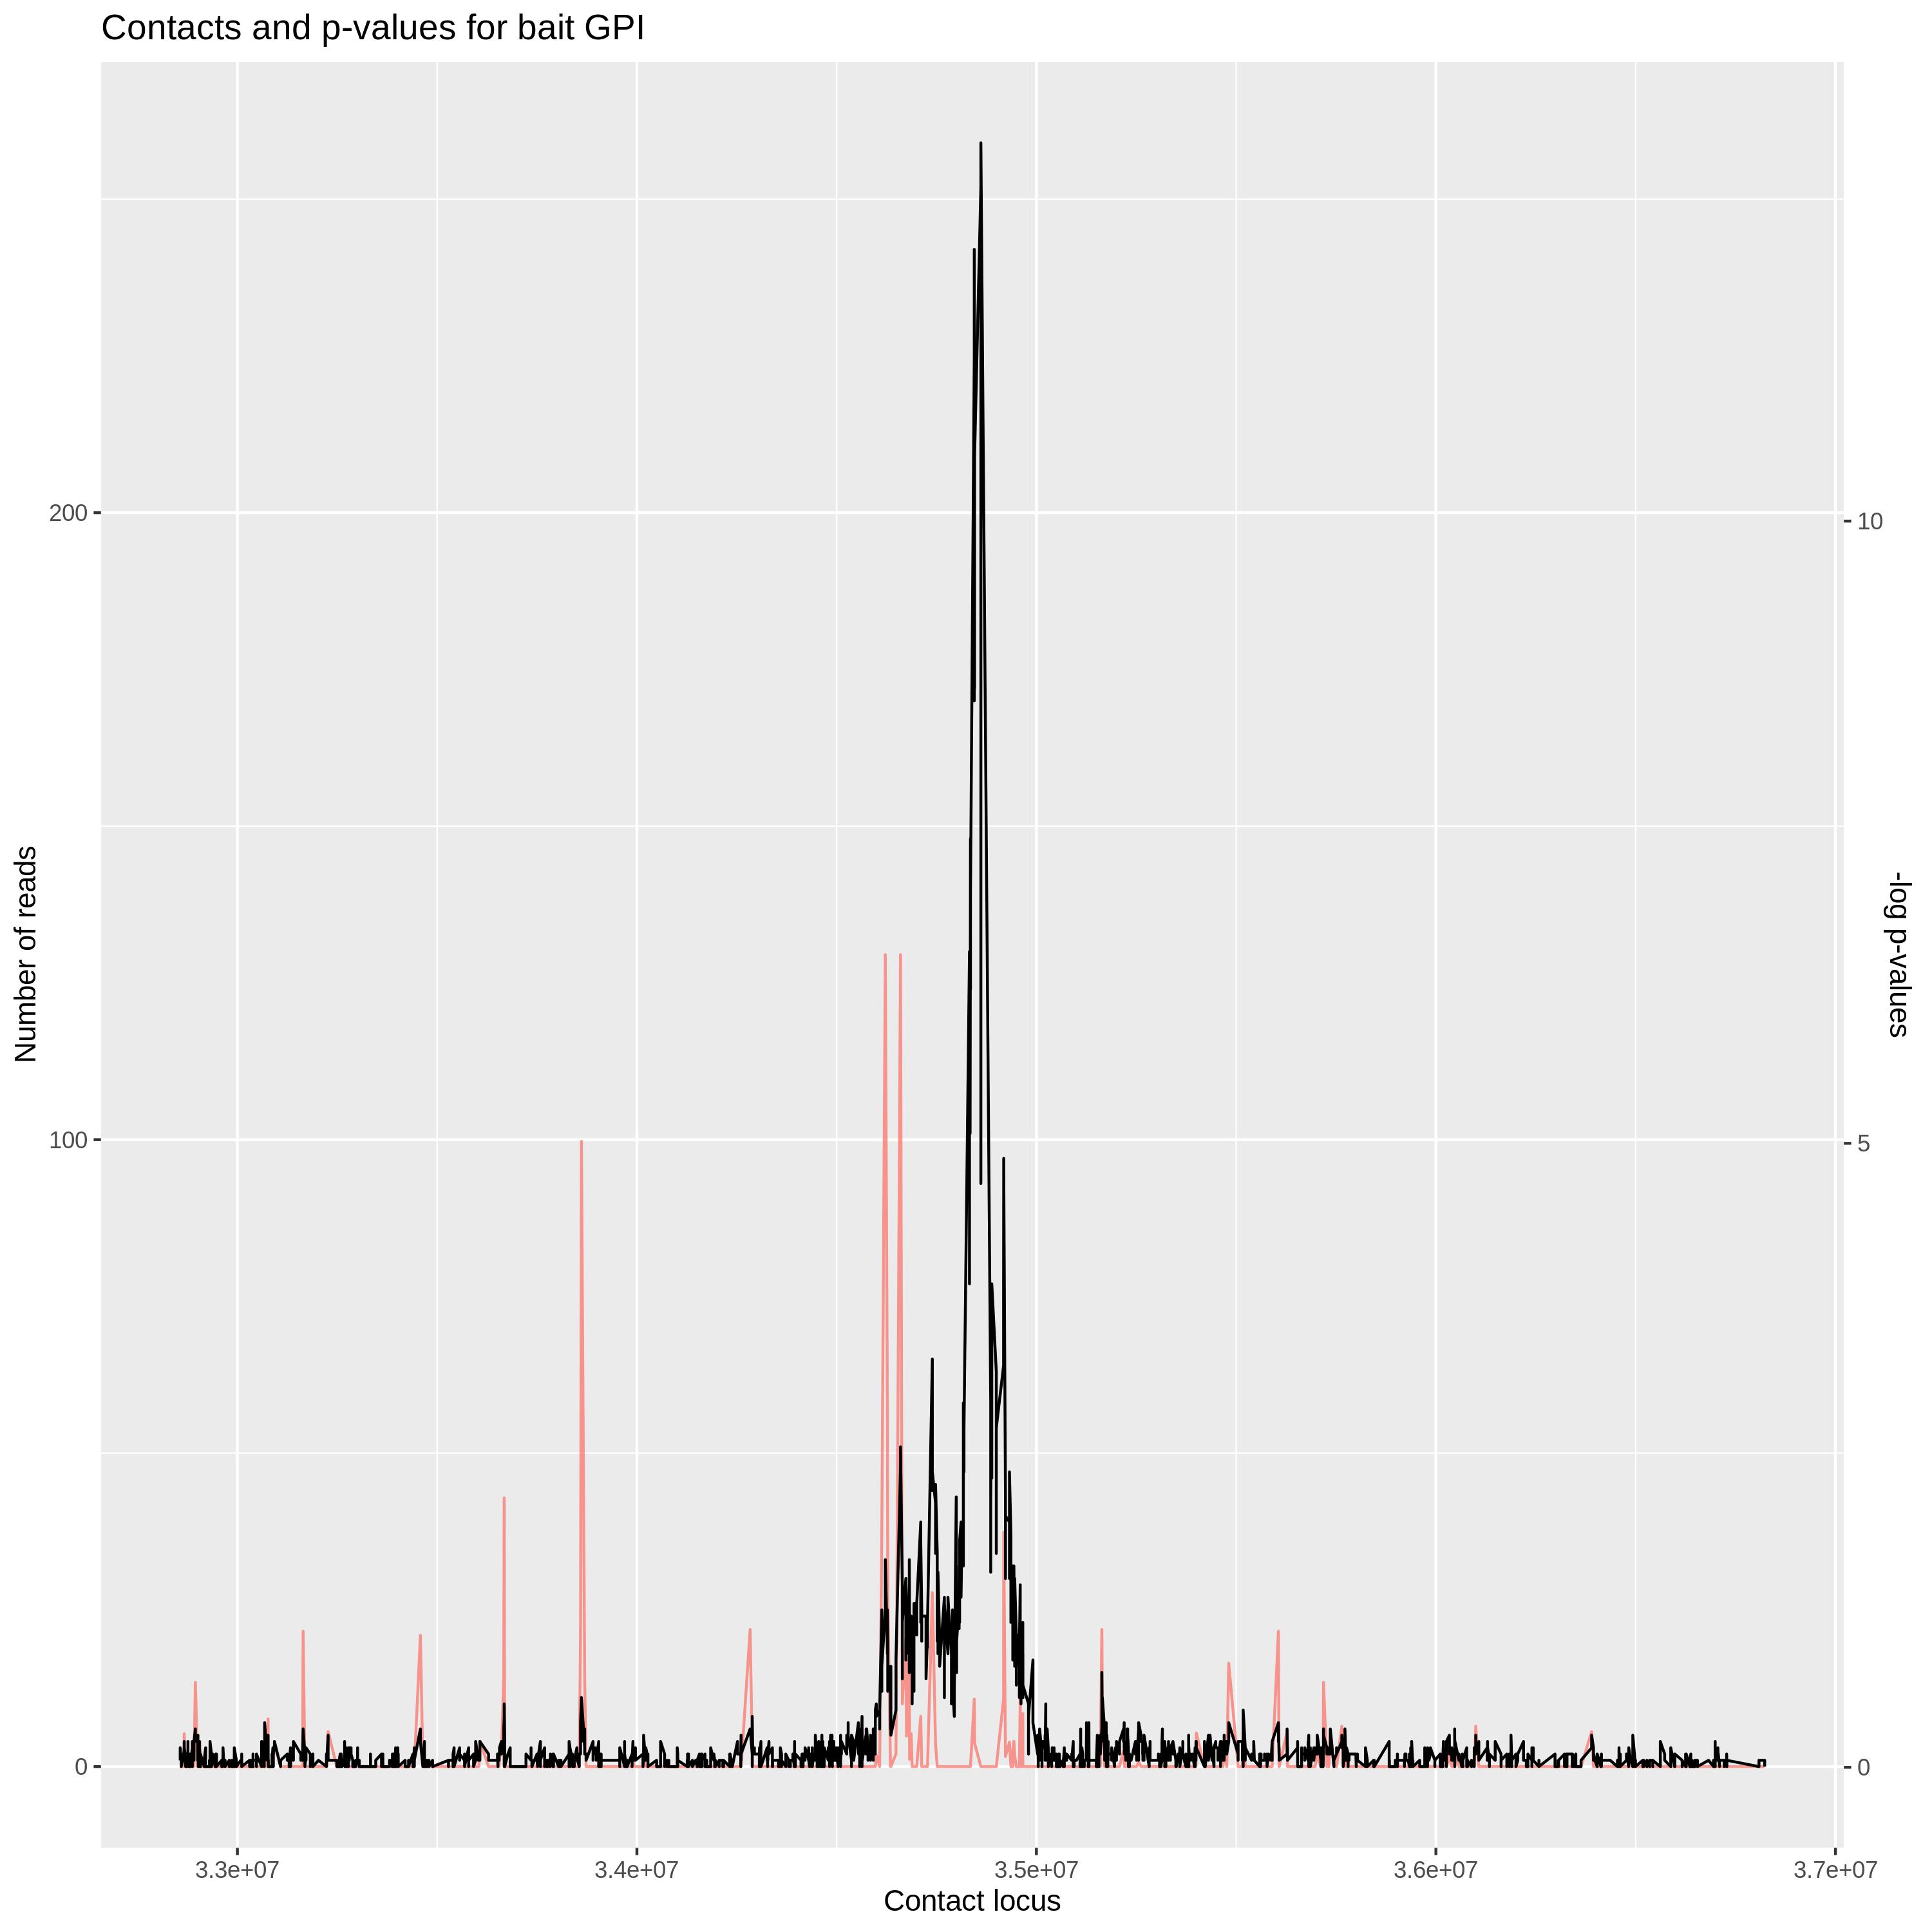 Contacts and p-values for bait GPI
Number of reads
200
100
0
10
5
0
-log p-values
3.3e+07
3.4e+07
3.5e+07
3.6e+07
3.7e+07
Contact locus